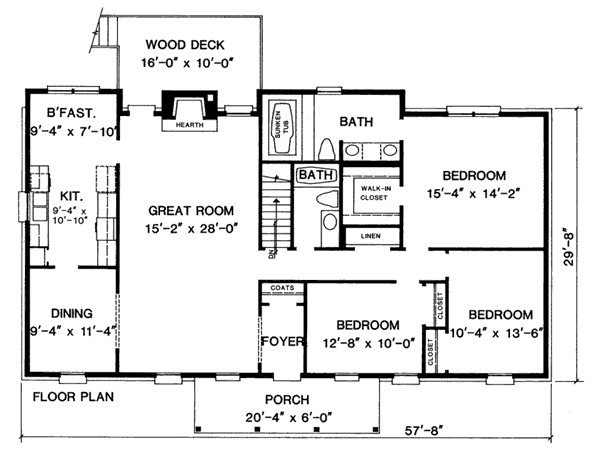 WOOD DECK
16'-0" x 10'-0"
B'FAST.
9'-4" x 7'-10"
HEARTH
SUNKEN
TUB
BATH
KIT.
9'-4" x
10'-10"
GREAT ROOM
15'-2" x 28'-0"
BATH
WALK-IN
CLOSET
BEDROOM
15'-4" x 14'-2"
LINEN
DN
COATS
DINING
9'-4" x 11'-4"
FOYER
BEDROOM
12'-8" x 10'-0"
CLOSET
CLOSET
BEDROOM
10'-4" x 13'-6"
29'-8"
FLOOR PLAN
PORCH
20'-4" x 6'-0"
57'-8"